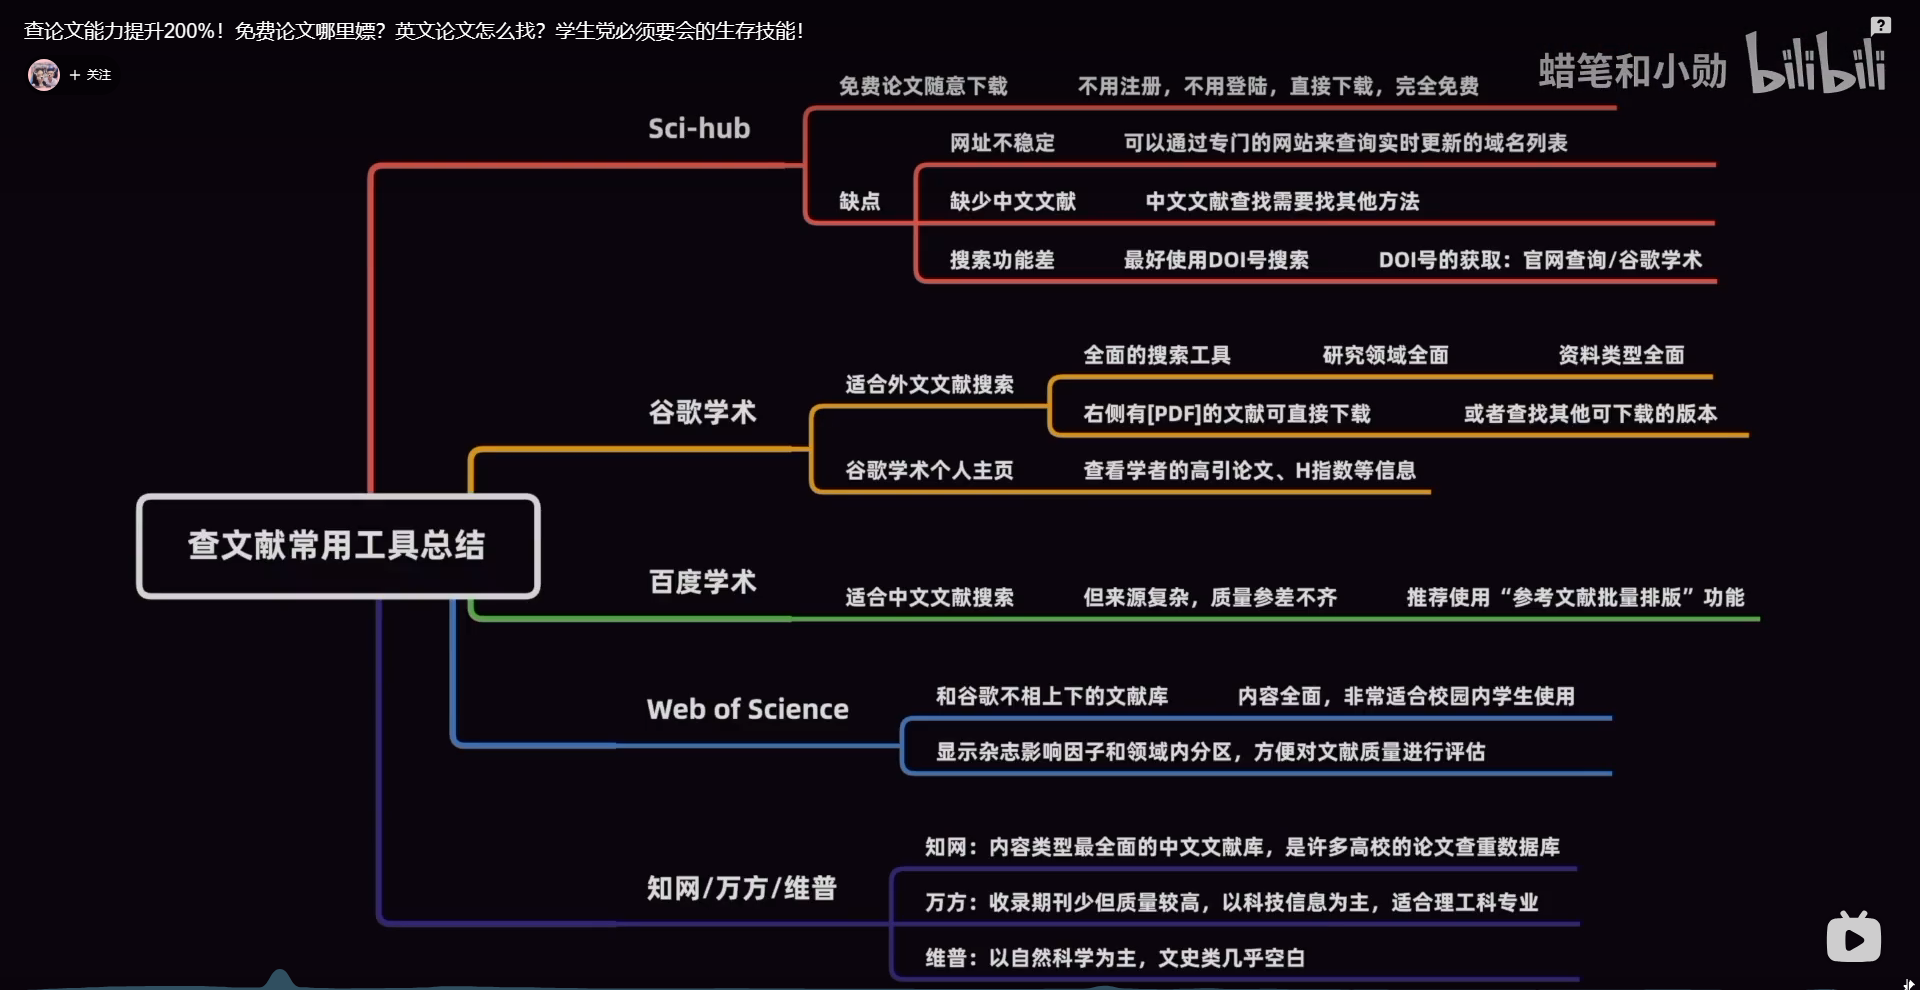 查论文能力提升200%！免费论文哪里嫖？英文论文怎么找？学生党必须要会的生存技能！
+ 关注
蜡笔和小勋 bilibili
?
免费论文随意下载 不用注册，不用登陆，直接下载，完全免费
Sci-hub
网址不稳定 可以通过专门的网站来查询实时更新的域名列表
缺点
缺少中文文献 中文文献查找需要找其他方法
搜索功能差 最好使用DOI号搜索 DOI号的获取：官网查询/谷歌学术
全面的搜索工具 研究领域全面 资料类型全面
适合外文文献搜索
谷歌学术
右侧有[PDF]的文献可直接下载 或者查找其他可下载的版本
谷歌学术个人主页 查看学者的高引论文、H指数等信息
查文献常用工具总结
百度学术
适合中文文献搜索 但来源复杂，质量参差不齐 推荐使用“参考文献批量排版”功能
和谷歌不相上下的文献库 内容全面，非常适合校园内学生使用
Web of Science
显示杂志影响因子和领域内分区，方便对文献质量进行评估
知网：内容类型最全面的中文文献库，是许多高校的论文查重数据库
知网/万方/维普
万方：收录期刊少但质量较高，以科技信息为主，适合理工科专业
维普：以自然科学为主，文史类几乎空白